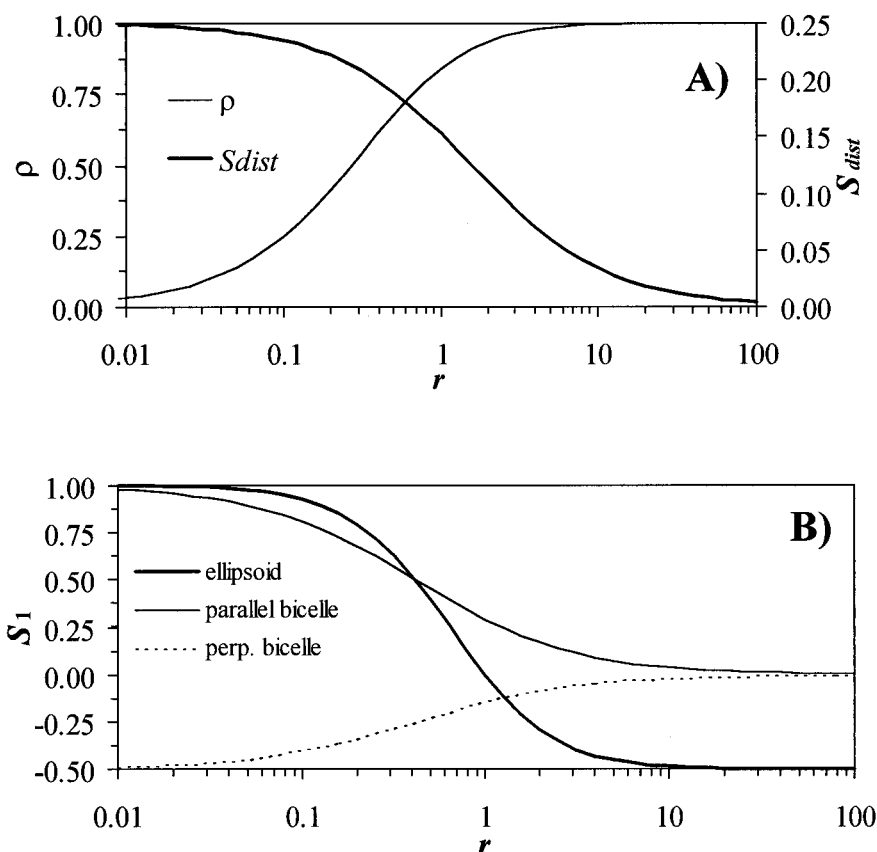 A)
ρ
Sdist
1.00
0.75
0.50
0.25
0.00
ρ
0.25
0.20
0.15
0.10
0.05
0.00
S dist
0.01 0.1 1 10 100
r
B)
ellipsoid
parallel bicelle
perp. bicelle
1.00
0.75
0.50
0.25
0.00
-0.25
-0.50
S1
0.01 0.1 1 10 100
r